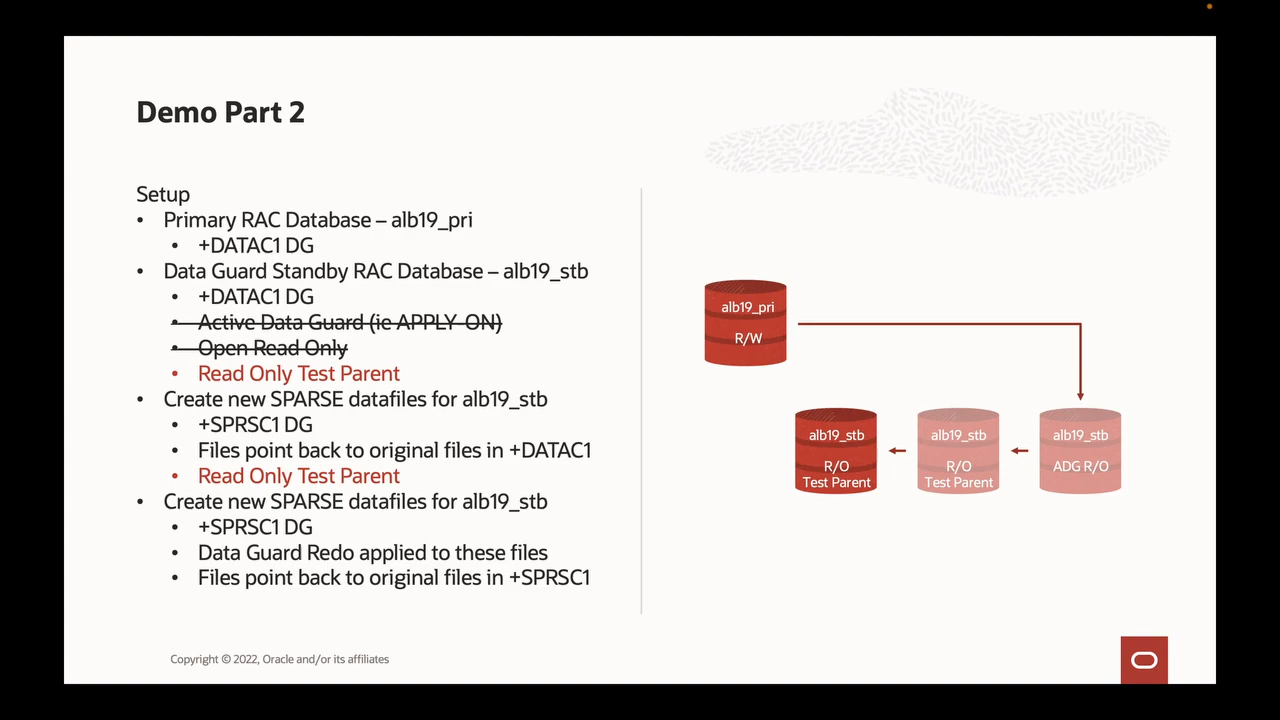 Demo Part 2
Setup
• Primary RAC Database – alb19_pri
• +DATAC1 DG
• Data Guard Standby RAC Database – alb19_stb
• +DATAC1 DG
• Active Data Guard (ie APPLY-ON)
• Open Read Only
• Read Only Test Parent
• Create new SPARSE datafiles for alb19_stb
• +SPRSC1 DG
• Files point back to original files in +DATAC1
• Read Only Test Parent
• Create new SPARSE datafiles for alb19_stb
• +SPRSC1 DG
• Data Guard Redo applied to these files
• Files point back to original files in +SPRSC1
alb19_pri
R/W
alb19_stb
R/O
Test Parent
alb19_stb
R/O
Test Parent
alb19_stb
ADG R/O
Copyright © 2022, Oracle and/or its affiliates